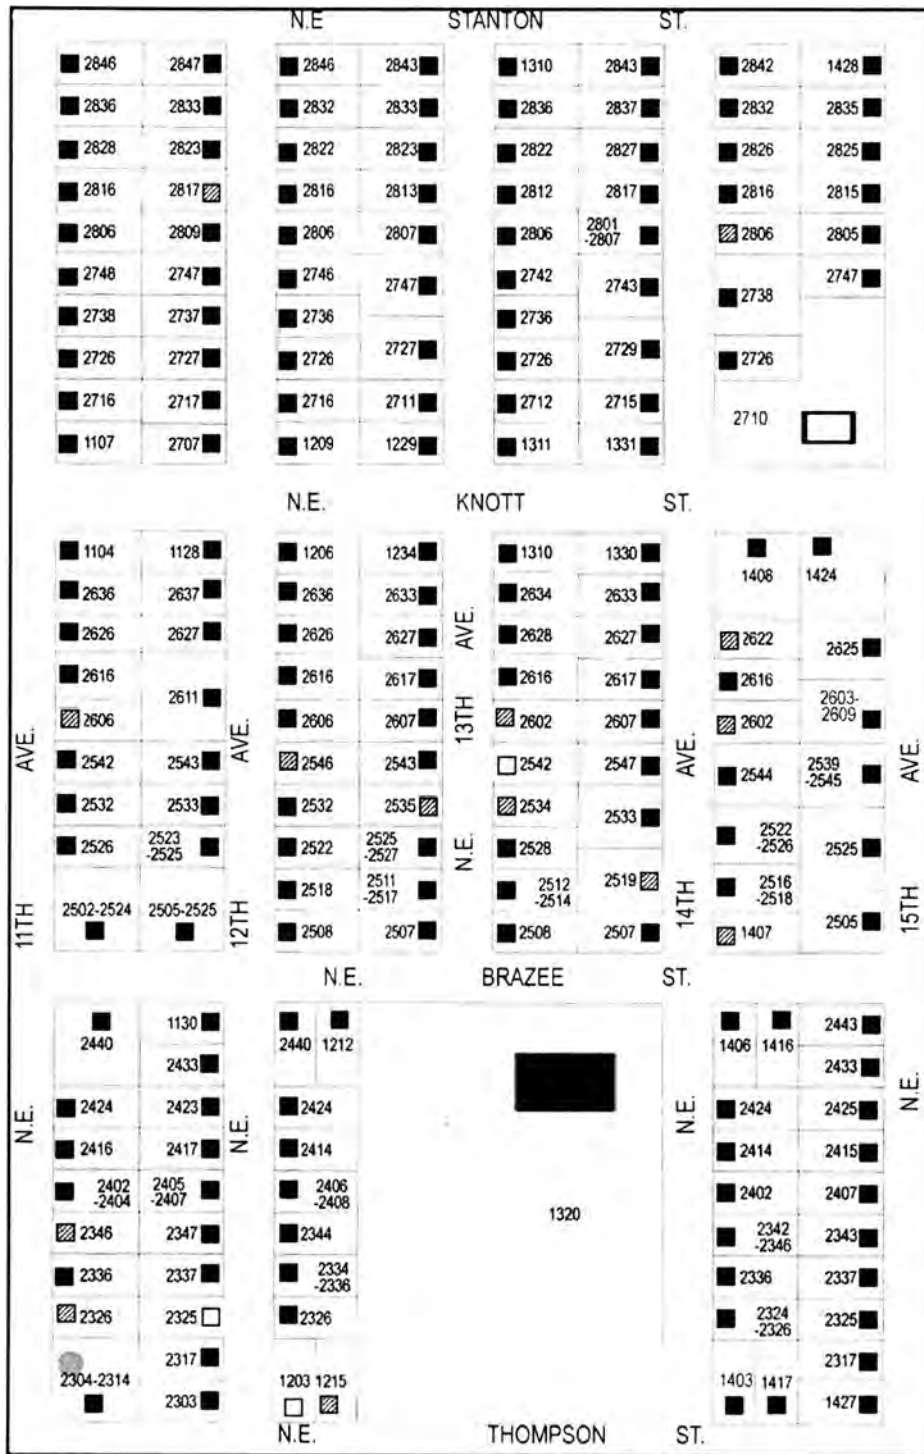 N.E STANTON ST.
2846 2847 2846 2843 1310 2843 2842 1428
2836 2833 2832 2833 2836 2837 2832 2835
2828 2823 2822 2823 2822 2827 2826 2825
2816 2817 2816 2813 2812 2817 2816 2815
2806 2809 2806 2807 2806 2801
-2807 2806 2805
2748 2747 2746 2747 2742 2743 2738 2747
2738 2737 2736 2736
2726 2727 2726 2727 2726 2729 2726
2716 2717 2716 2711 2712 2715 2710
1107 2707 1209 1229 1311 1331
N.E. KNOTT ST.
1104 1128 1206 1234 1310 1330 1408 1424
2636 2637 2636 2633 2634 2633
2626 2627 2626 2627 2628 2627 2622 2625
2616 2611 2616 2617 2616 2617 2616 2603-
2609
2606 2606 2607 2602 2607 2602
2542 2543 2546 2543 2542 2547 2544 2539
-2545
2532 2533 2532 2535 2534 2533
2526 2523
-2525 2522 2525
-2527 2528 2522
-2526 2525
2518 2511
-2517 2512
-2514 2519 2516
-2518
2502-2524 2505-2525 2508 2507 2508 2507 1407 2505
11TH AVE.
12TH AVE.
N.E. 13TH AVE.
14TH AVE.
15TH AVE.
N.E. BRAZEE ST.
2440 1130 2440 1212 1406 1416 2443
2433 2433
2424 2423 2424 2424 2425
2416 2417 2414 2414 2415
2402
-2404 2405
-2407 2406
-2408 2402 2407
2346 2347 2344 2342
-2346 2343
2336 2337 2334
-2336 2336 2337
2326 2325 2326 2324
-2326 2325
2317 2317
2304-2314 2303 1203 1215 1403 1417 1427
1320
N.E.
N.E.
N.E.
N.E.
N.E. THOMPSON ST.